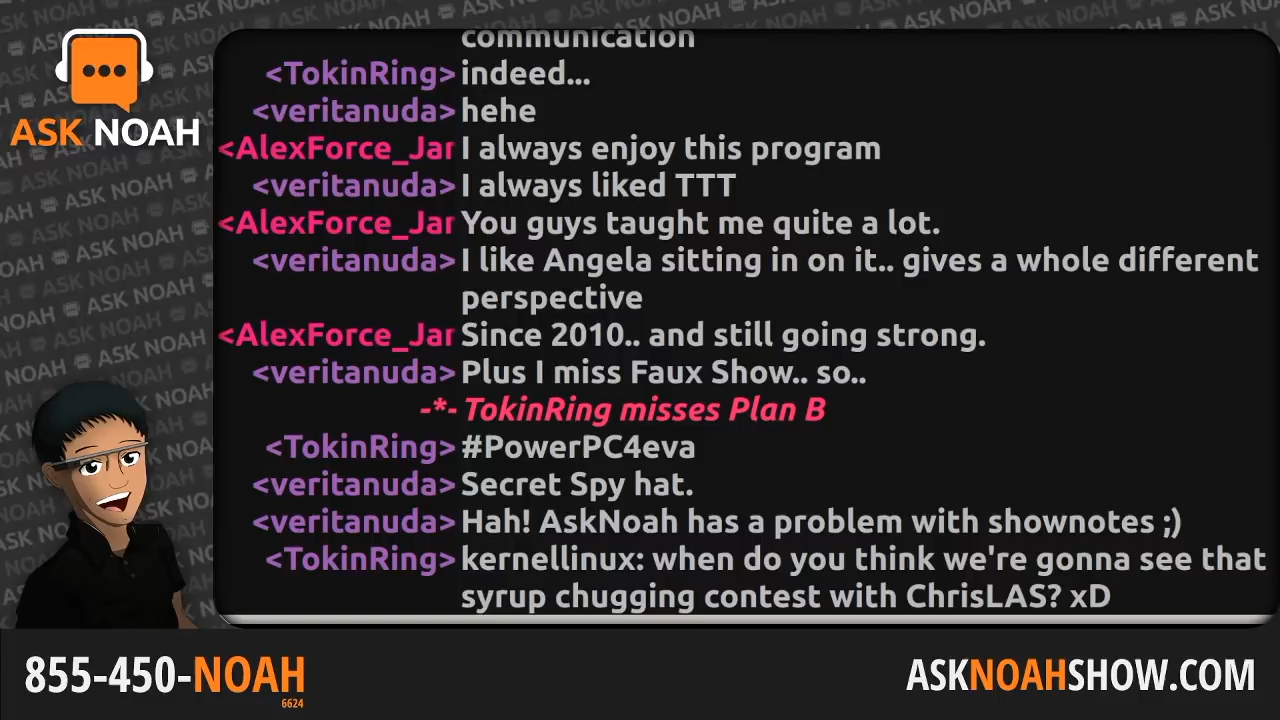 ASK NOAH
communication
<TokinRing> indeed...
<veritanuda> hehe
<AlexForce_Jar I always enjoy this program
<veritanuda> I always liked TTT
<AlexForce_Jar You guys taught me quite a lot.
<veritanuda> I like Angela sitting in on it.. gives a whole different
perspective
<AlexForce_Jar Since 2010.. and still going strong.
<veritanuda> Plus I miss Faux Show.. so..
-*- TokinRing misses Plan B
<TokinRing> #PowerPC4eva
<veritanuda> Secret Spy hat.
<veritanuda> Hah! AskNoah has a problem with shownotes ;)
<TokinRing> kernellinux: when do you think we're gonna see that
syrup chugging contest with ChrisLAS? xD
855-450-NOAH
6624
ASKNOAHSHOW.COM